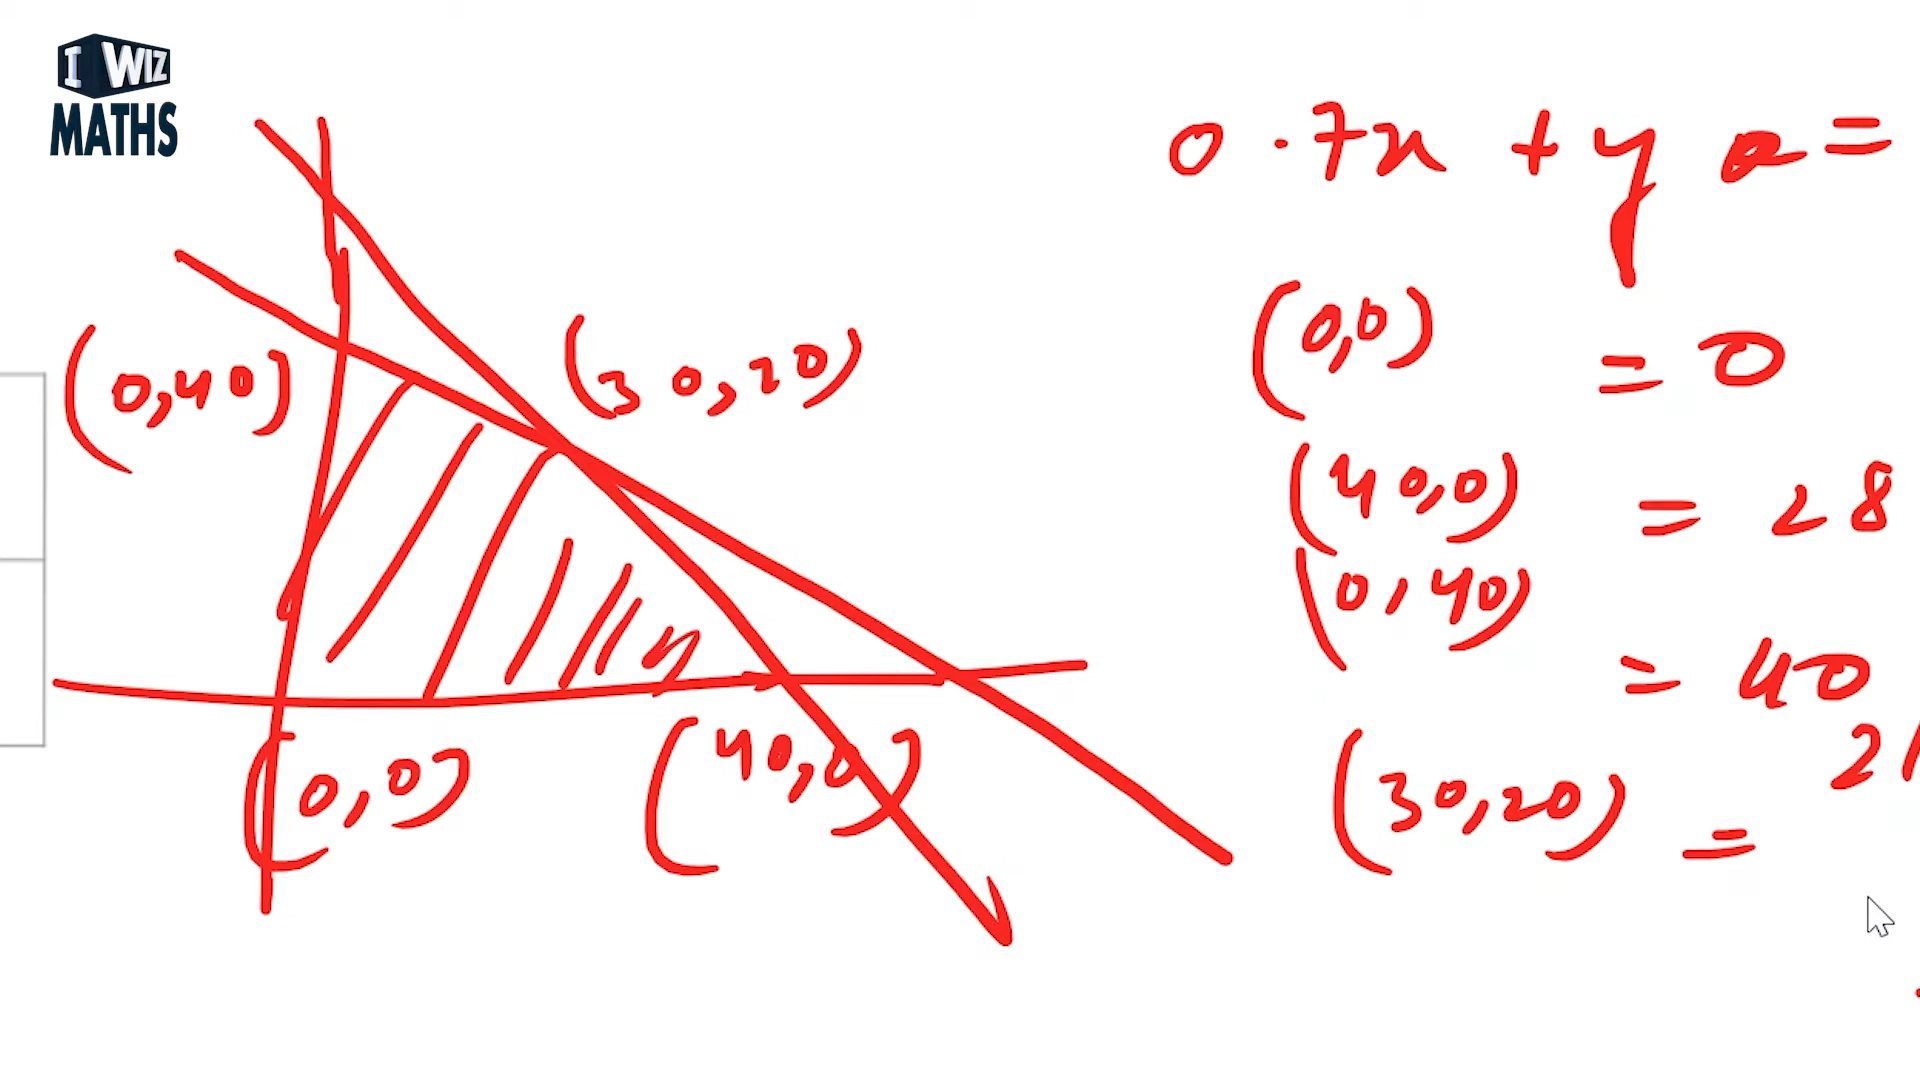 I WIZ
MATHS
0.7x + y =
(0,0) = 0
(0,40)
(30,20)
(40,0) = 28
(0,40) = 40
(0,0)
(40,0)
(30,20) = 21